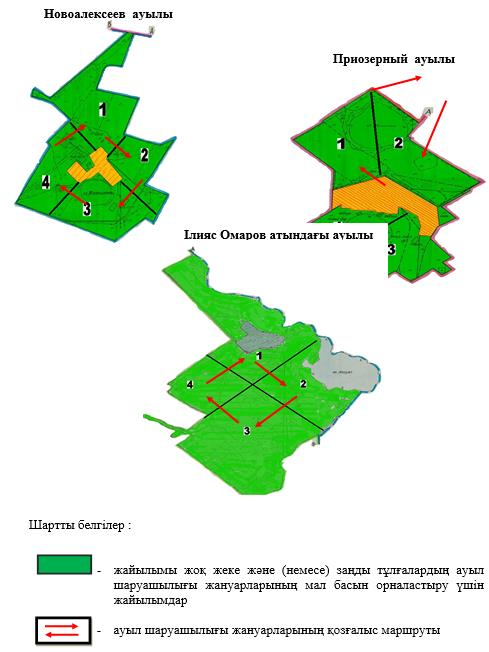 Новоалексеев ауылы
Приозерный ауылы
1
2
4
3
А
1
2
3
Ілияс Омаров атындағы ауылы
1
4
2
3
Шартты белгілер :
- жайылымы жоқ жеке және (немесе) заңды тұлғалардың ауыл
шаруашылығы жануарларының мал басын орналастыру үшін
жайылымдар
- ауыл шаруашылығы жануарларының қозғалыс маршруты